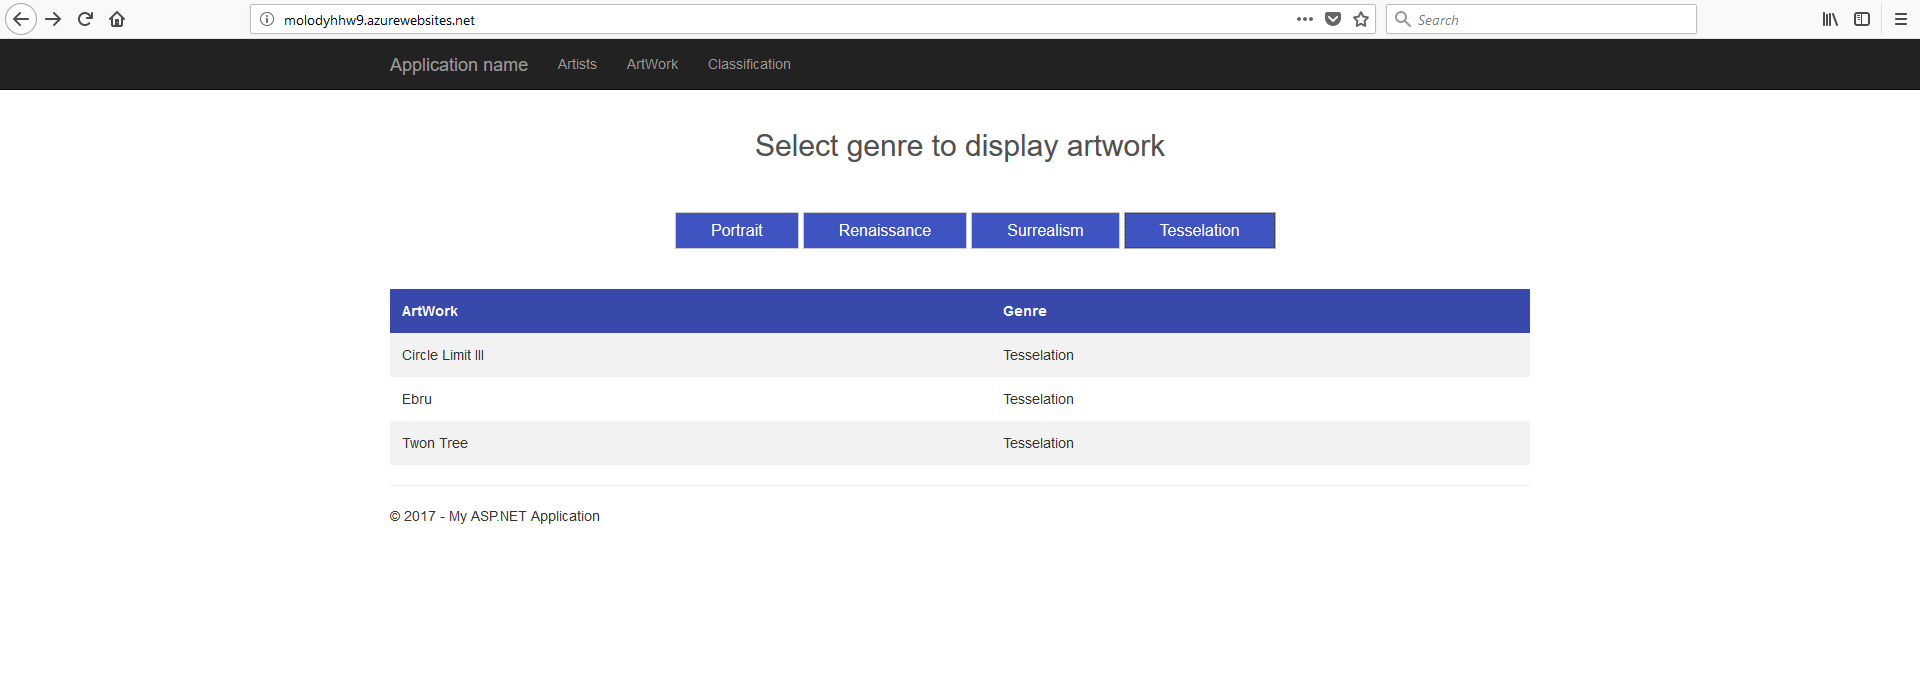 molodyhhw9.azurewebsites.net
Search
Application name Artists ArtWork Classification
Select genre to display artwork
Portrait Renaissance Surrealism Tesselation
ArtWork Genre
Circle Limit III Tesselation
Ebru Tesselation
Twon Tree Tesselation
© 2017 - My ASP.NET Application